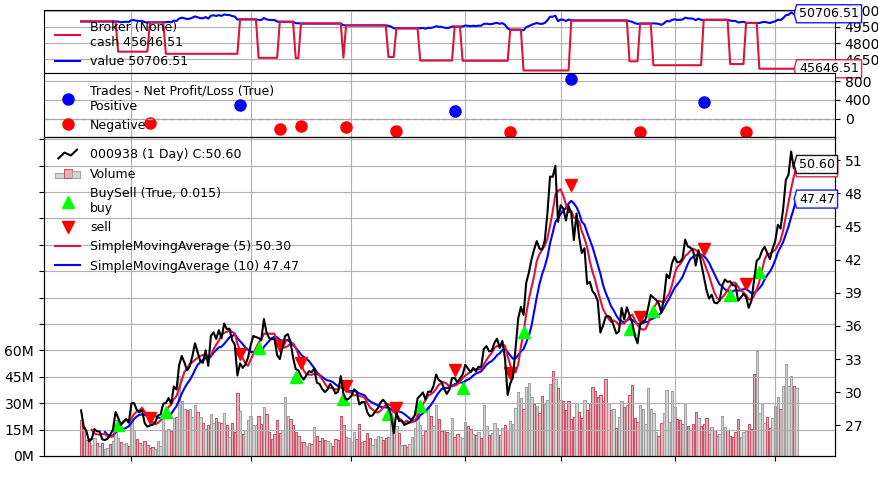 Broker (None)
cash 45646.51
value 50706.51
50706.51
4950
4800
4650
45646.51
Trades - Net Profit/Loss (True)
Positive
Negative
800
400
0
000938 (1 Day) C:50.60
Volume
BuySell (True, 0.015)
buy
sell
SimpleMovingAverage (5) 50.30
SimpleMovingAverage (10) 47.47
60M
45M
30M
15M
0M
51
50.60
48
47.47
45
42
39
36
33
30
27